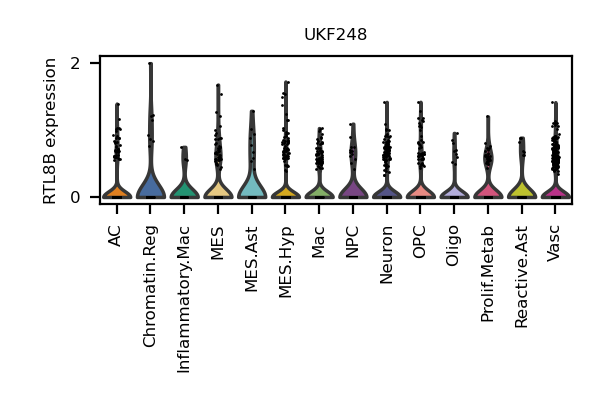 UKF248
RTL8B expression
2
0
AC
Chromatin.Reg
Inflammatory.Mac
MES
MES.Ast
MES.Hyp
Mac
NPC
Neuron
OPC
Oligo
Prolif.Metab
Reactive.Ast
Vasc